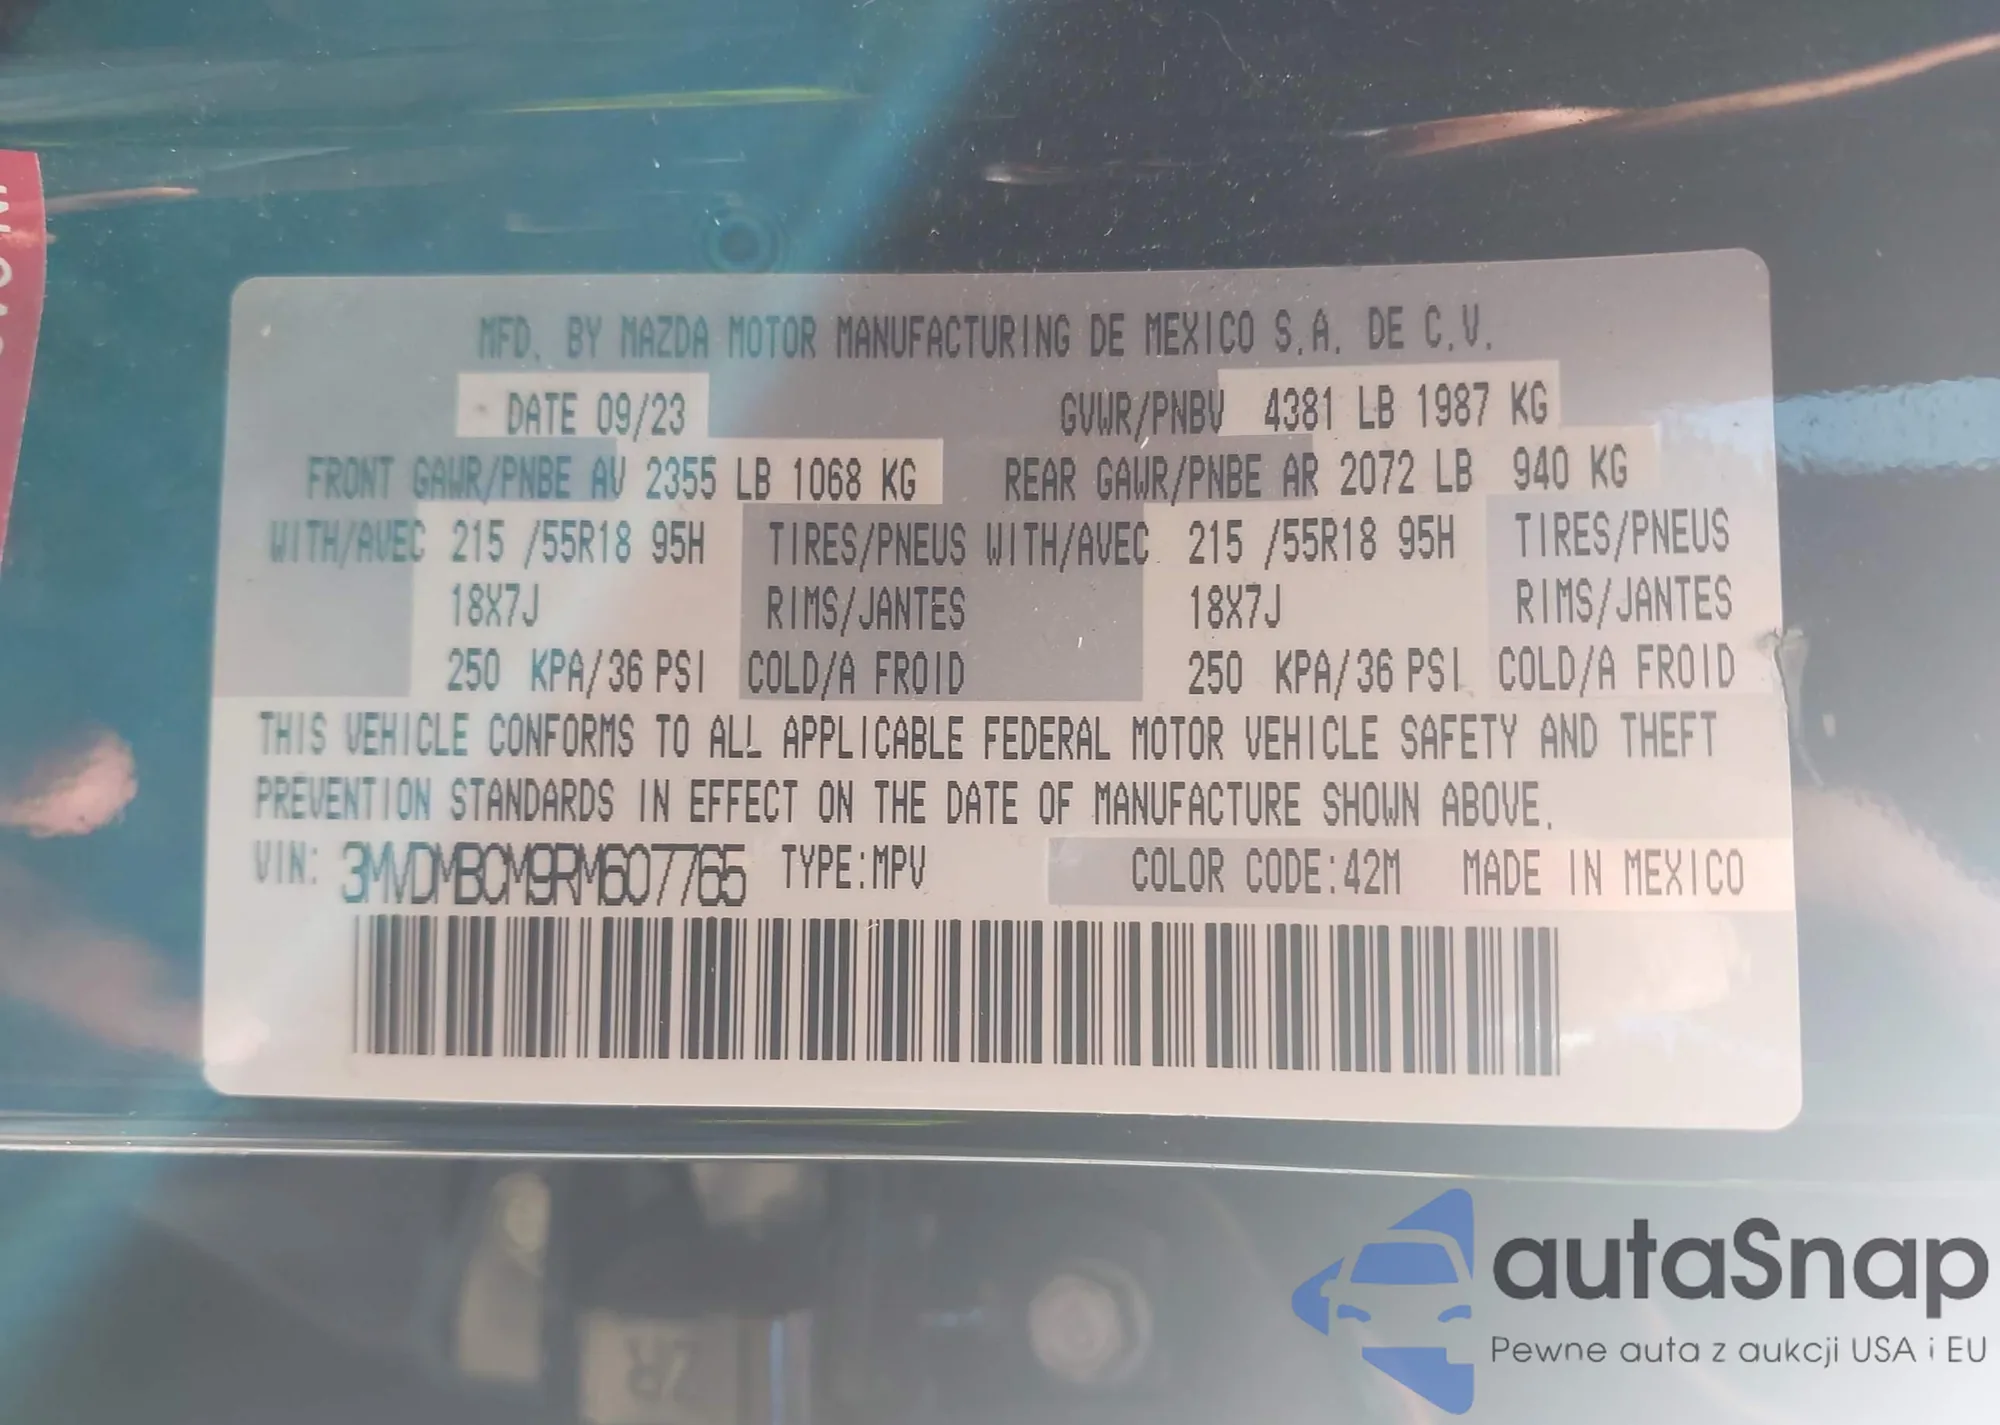 MFD. BY MAZDA MOTOR MANUFACTURING DE MEXICO S.A. DE C.V.
DATE 09/23 GVWR/PNBV 4381 LB 1987 KG
FRONT GAWR/PNBE AV 2355 LB 1068 KG REAR GAWR/PNBE AR 2072 LB 940 KG
WITH/AVEC 215 /55R18 95H TIRES/PNEUS WITH/AVEC 215 /55R18 95H TIRES/PNEUS
18X7J RIMS/JANTES 18X7J RIMS/JANTES
250 KPA/36 PSI COLD/A FROID 250 KPA/36 PSI COLD/A FROID
THIS VEHICLE CONFORMS TO ALL APPLICABLE FEDERAL MOTOR VEHICLE SAFETY AND THEFT
PREVENTION STANDARDS IN EFFECT ON THE DATE OF MANUFACTURE SHOWN ABOVE.
VIN: 3MVDMBCM9RM607765 TYPE:MPV COLOR CODE:42M MADE IN MEXICO
autaSnap
Pewne auta z aukcji USA i EU